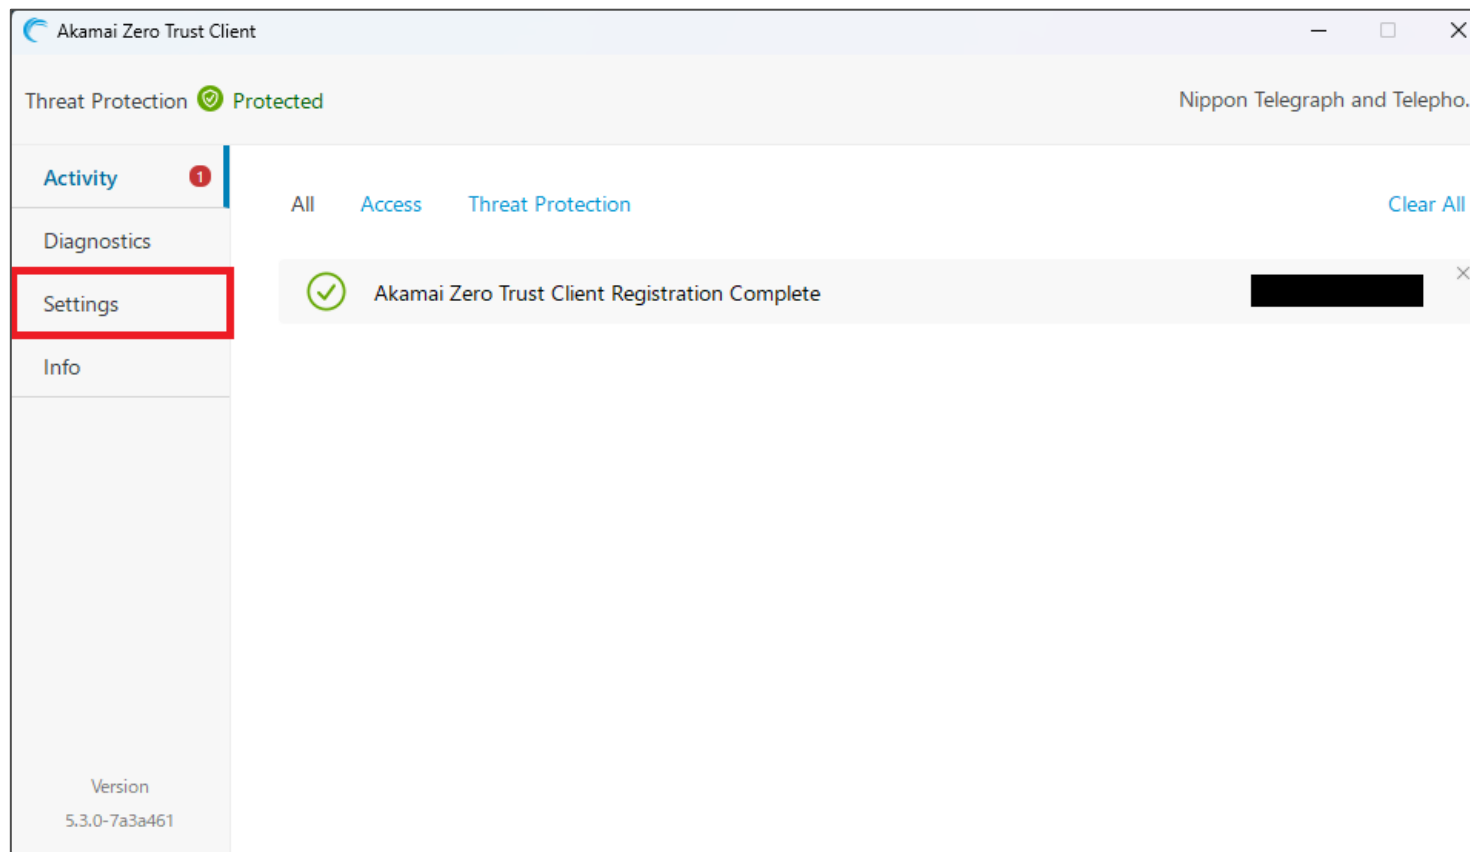 Akamai Zero Trust Client
Threat Protection Protected
Nippon Telegraph and Telepho.
Activity 1
All Access Threat Protection Clear All
Diagnostics
Akamai Zero Trust Client Registration Complete
Settings
Info
Version
5.3.0-7a3a461